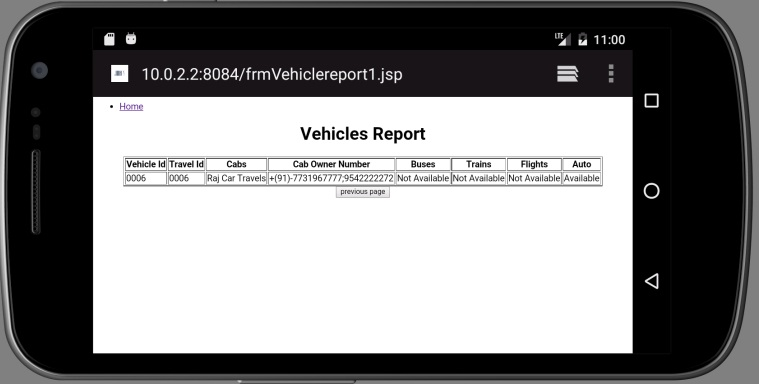 LTE 11:00
10.0.2.2:8084/frmVehiclereport1.jsp
• Home
Vehicles Report
Vehicle Id Travel Id Cabs Cab Owner Number Buses Trains Flights Auto
0006 0006 Raj Car Travels +(91)-7731967777;9542222272 Not Available Not Available Not Available Available
previous page